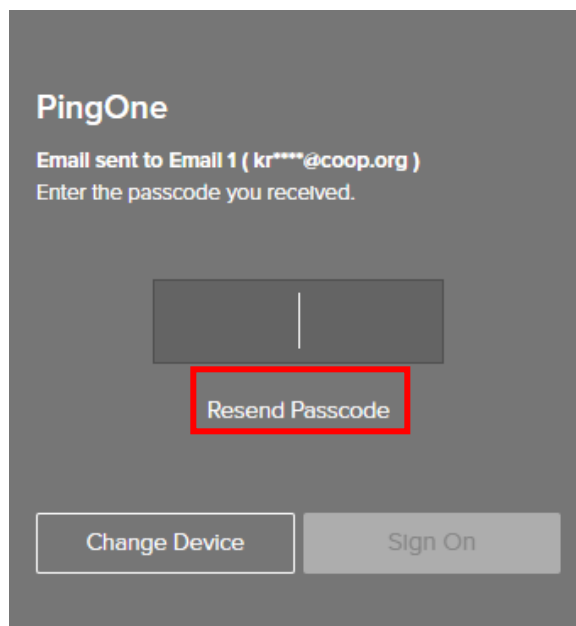 PingOne
Email sent to Email 1 ( kr****@coop.org )
Enter the passcode you received.
Resend Passcode
Change Device
Sign On